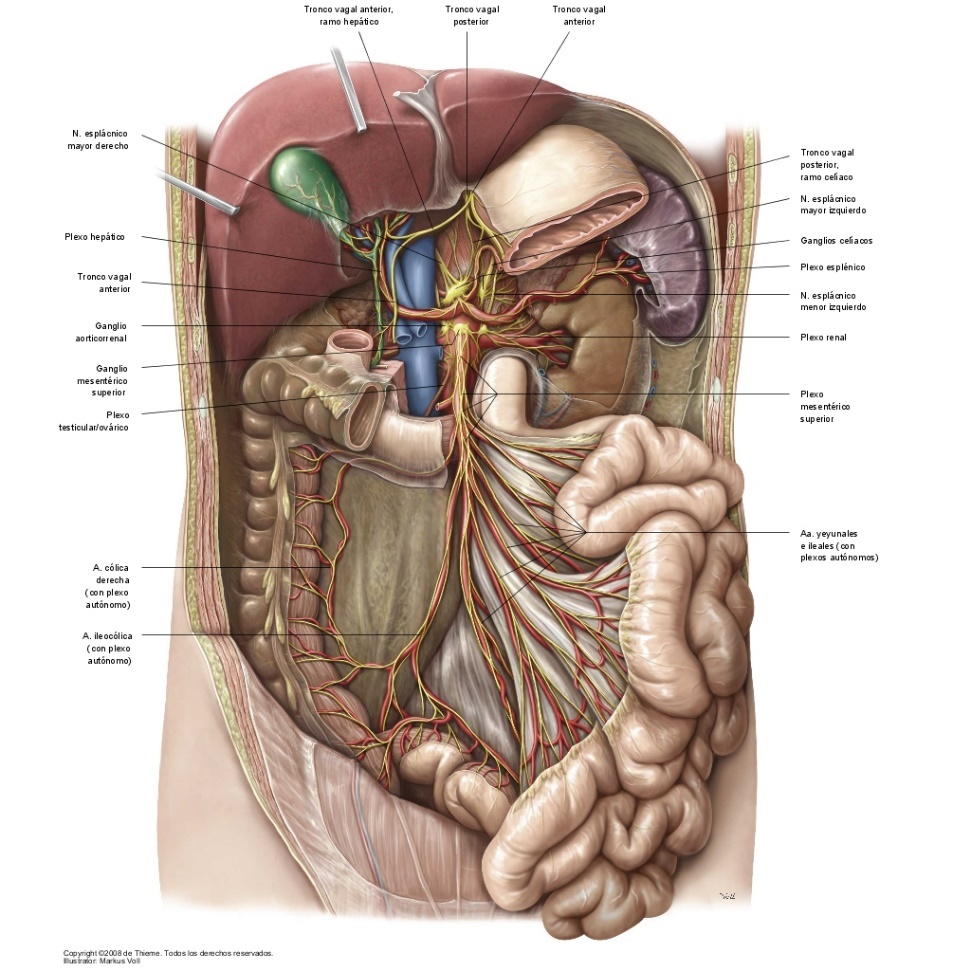 Tronco vagal anterior,
ramo hepático
Tronco vagal
posterior
Tronco vagal
anterior
N. esplácnico
mayor derecho
Plexo hepático
Tronco vagal
anterior
Ganglio
aorticorrenal
Ganglio
mesentérico
superior
Plexo
testicular/ovárico
A. cólica
derecha
(con plexo
autónomo)
A. ileocólica
(con plexo
autónomo)
Tronco vagal
posterior,
ramo celíaco
N. esplácnico
mayor izquierdo
Ganglios celíacos
Plexo esplénico
N. esplácnico
menor izquierdo
Plexo renal
Plexo
mesentérico
superior
Aa. yeyunales
e ileales (con
plexos autónomos)
Copyright ©2008 de Thieme. Todos los derechos reservados.
Illustrator: Markus Voll